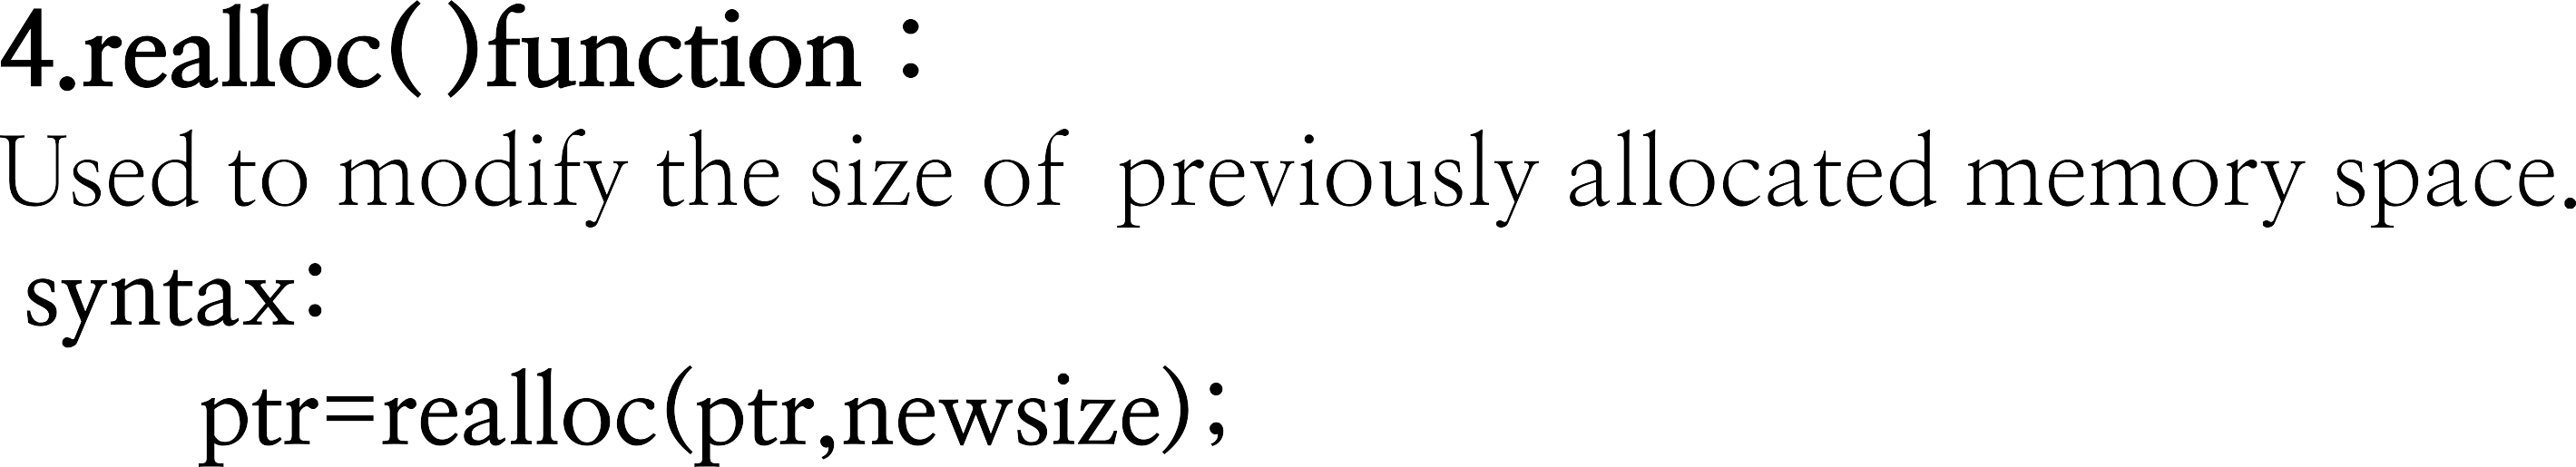 4.realloc( )function :
Used to modify the size of  previously allocated memory space.
syntax:
ptr=realloc(ptr,newsize);